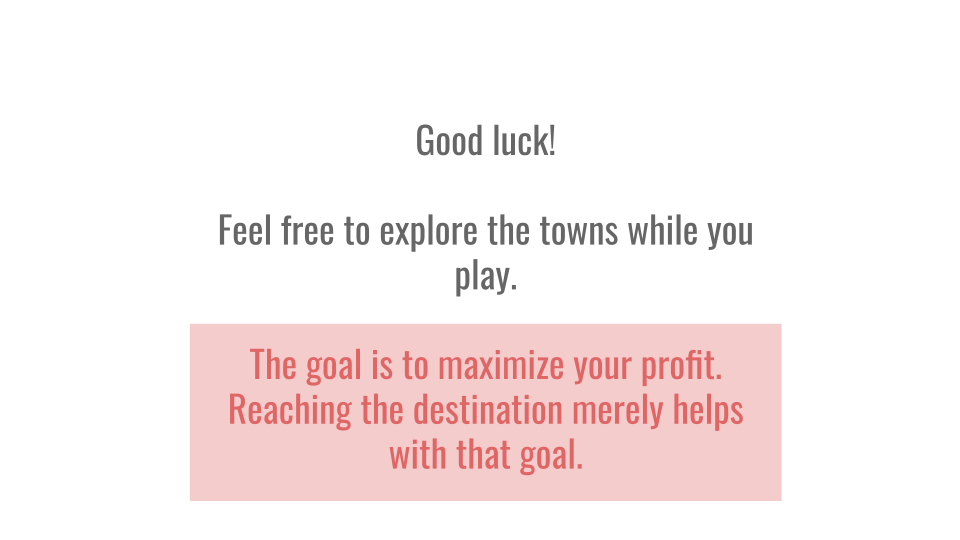 Good luck!
Feel free to explore the towns while you
play.
The goal is to maximize your profit.
Reaching the destination merely helps
with that goal.